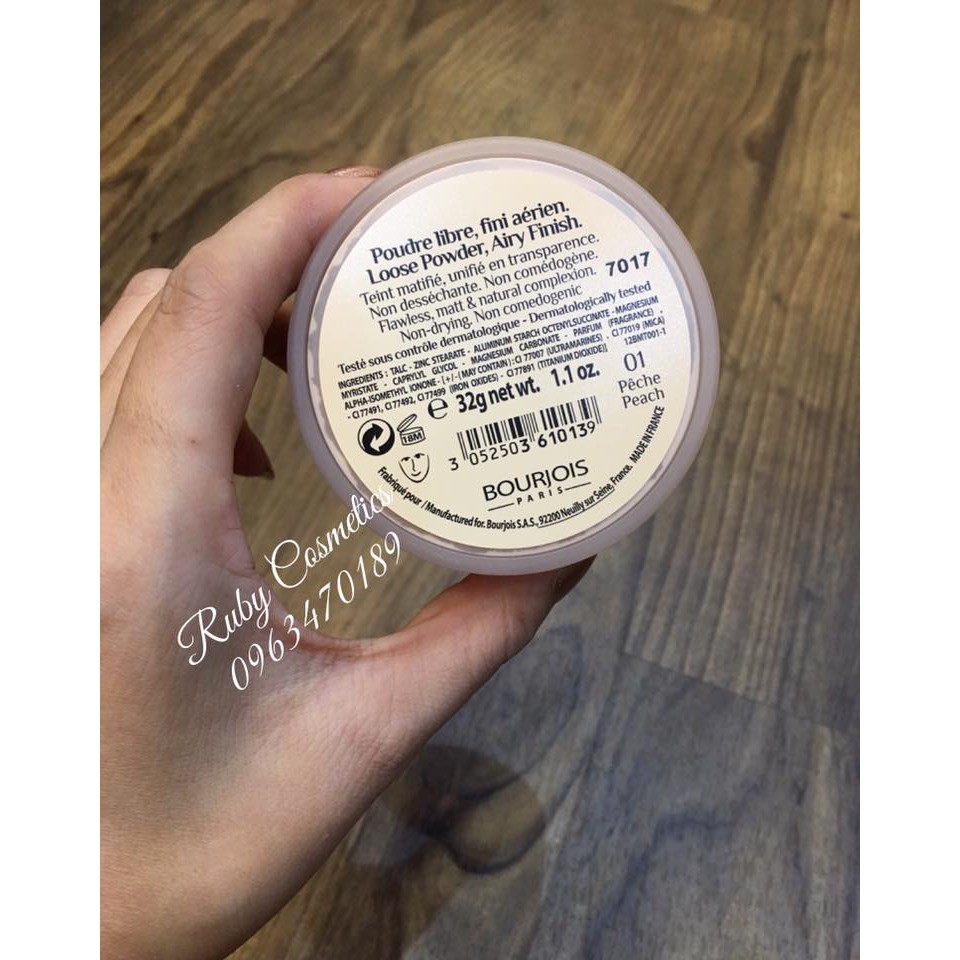 Poudre libre, fini aérien.
Loose Powder, Airy Finish.
Teint matifié, unifié en transparence.
Non desséchante. Non comédogène.
Flawless, matt & natural complexion.
Non-drying. Non comedogenic
7017
Testé sous contrôle dermatologique - Dermatologically tested
INGREDIENTS : TALC - ZINC STEARATE - ALUMINUM STARCH OCTENYLSUCCINATE - MAGNESIUM
MYRISTATE - CAPRYLYL GLYCOL - MAGNESIUM CARBONATE - PARFUM (FRAGRANCE) -
ALPHA-ISOMETHYL IONONE - [+/- (MAY CONTAIN) : CI 77007 (ULTRAMARINES) . CI 77019 (MICA)
- CI 77491, CI 77492, CI 77499 (IRON OXIDES) - CI 77891 (TITANIUM DIOXIDE)]
12BMT001-1
e 32g net wt. 1.1 oz.
01
Pêche
Peach
18M
3 052503 610139
BOURJOIS
PARIS
Frabriqué pour / Manufactured for. Bourjois S.A.S., 92200 Neuilly sur Seine, France. MADE IN FRANCE
Ruby Cosmetics
0963470189